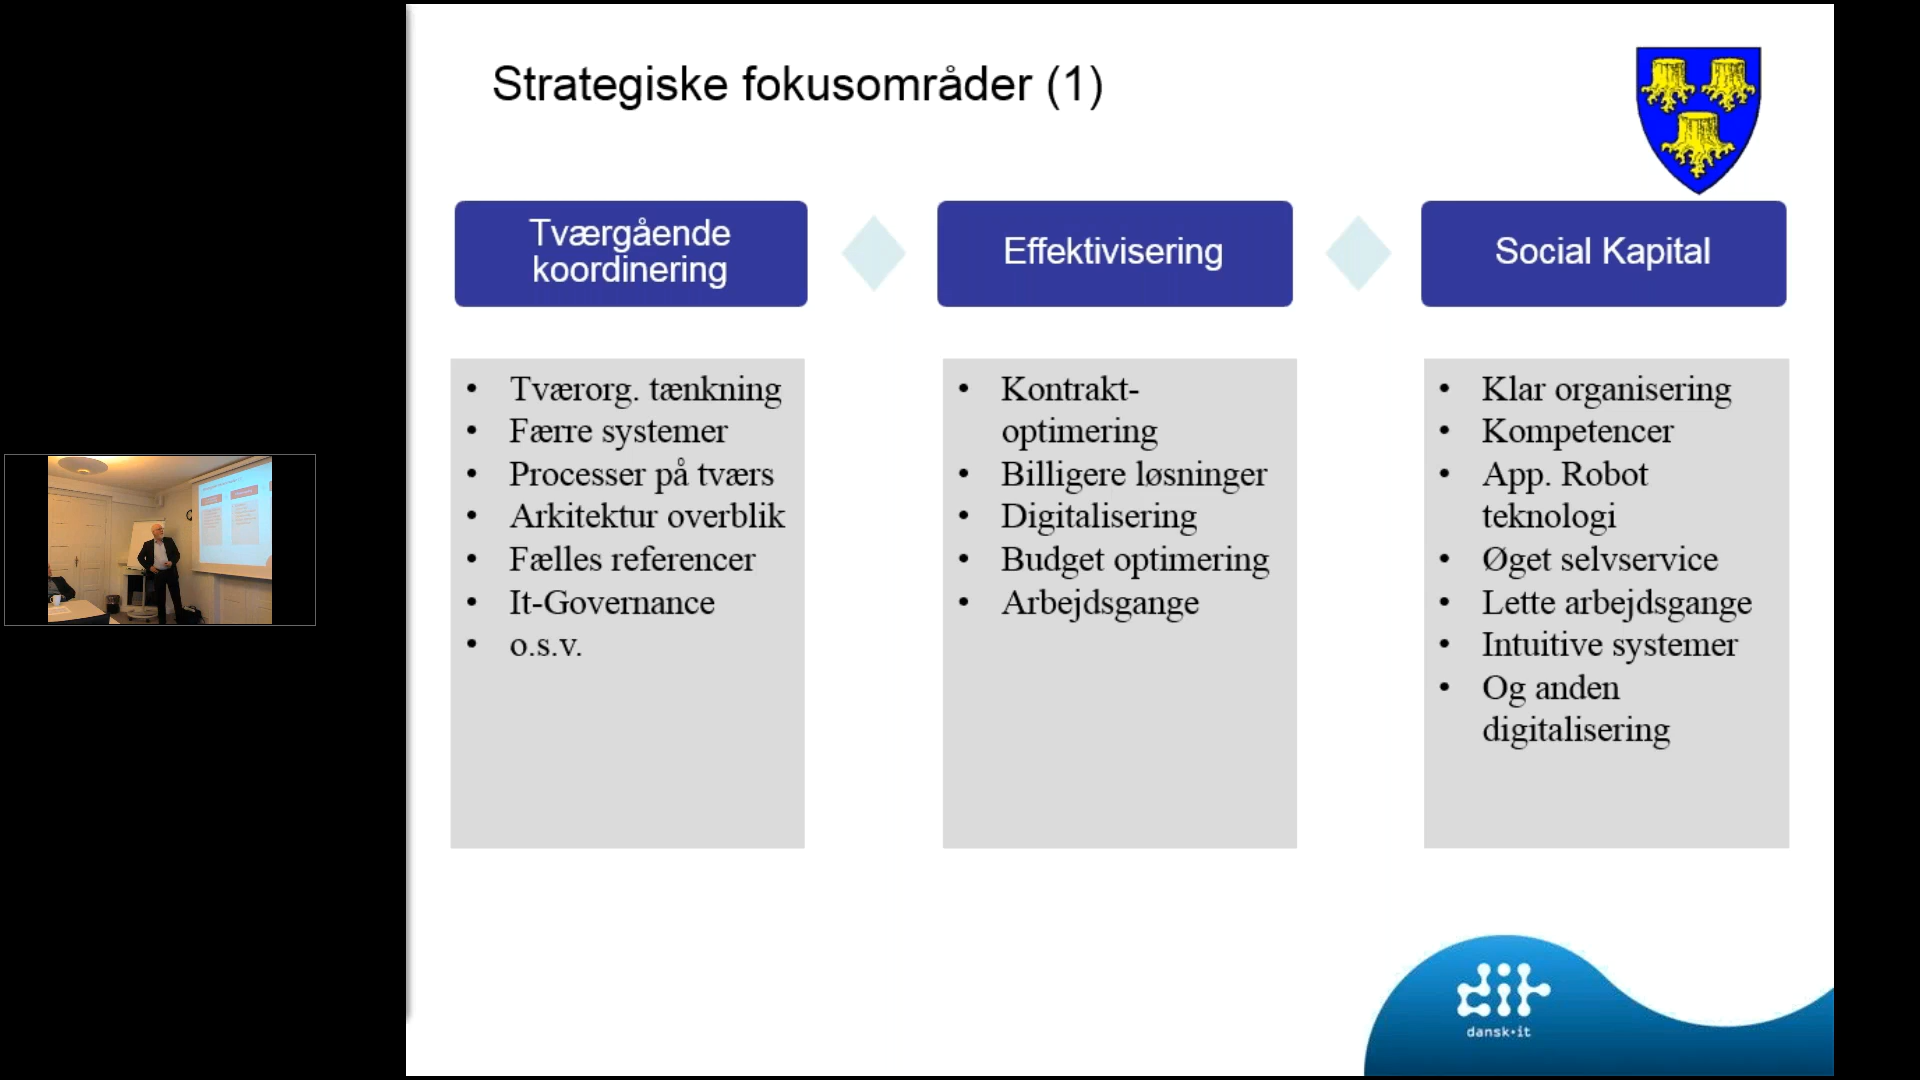 Strategiske fokusområder (1)
Tværgående
koordinering
Effektivisering
Social Kapital
• Tværorg. tænkning
• Færre systemer
• Processer på tværs
• Arkitektur overblik
• Fælles referencer
• It-Governance
• o.s.v.
• Kontrakt-
optimering
• Billigere løsninger
• Digitalisering
• Budget optimering
• Arbejdsgange
• Klar organisering
• Kompetencer
• App. Robot
teknologi
• Øget selvservice
• Lette arbejdsgange
• Intuitive systemer
• Og anden
digitalisering
dit
dansk·it